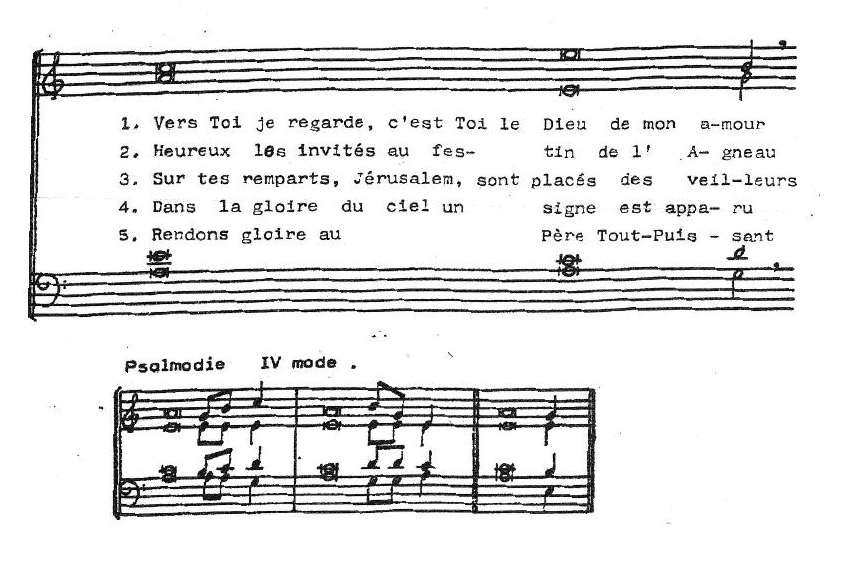 1. Vers Toi je regarde, c'est Toi le Dieu de mon a-mour
2. Heureux les invités au fes- tin de l' A- gneau
3. Sur tes remparts, Jérusalem, sont placés des veil-leurs
4. Dans la gloire du ciel un signe est appa- ru
5. Rendons gloire au Père Tout-Puis - sant
Psalmodie IV mode .